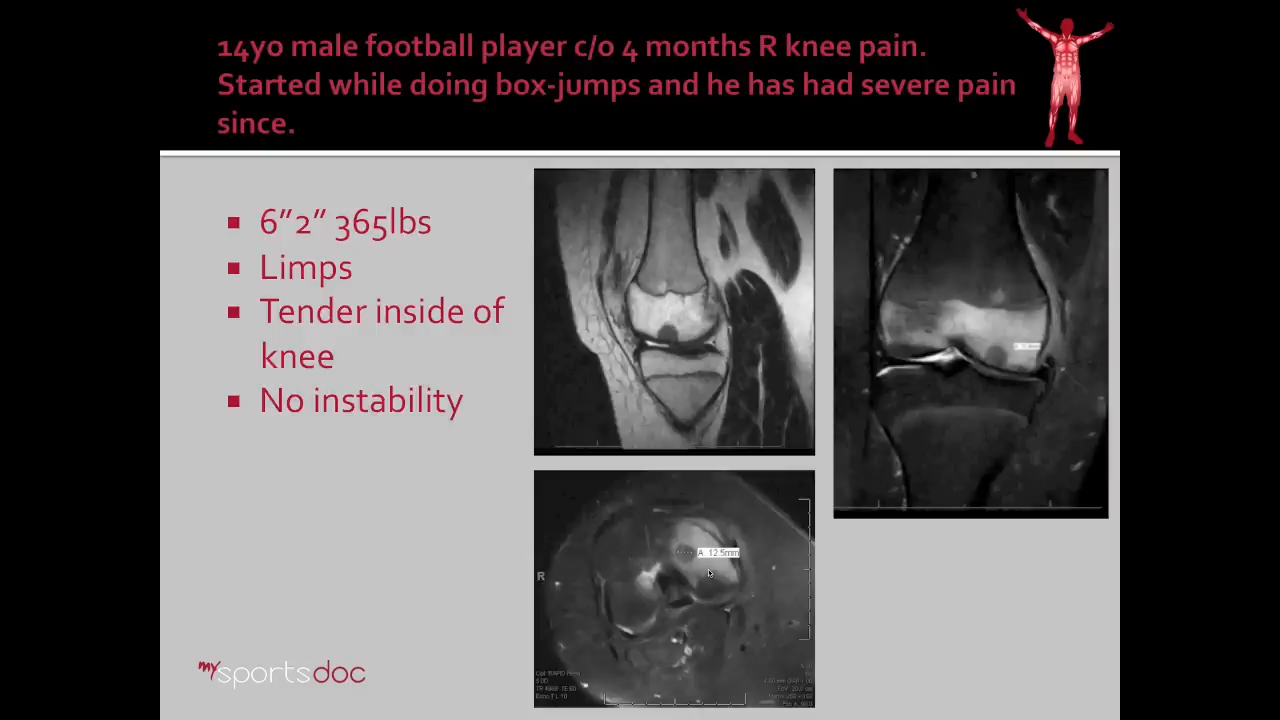 14yo male football player c/o 4 months R knee pain.
Started while doing box-jumps and he has had severe pain
since.
6”2” 365lbs
Limps
Tender inside of
knee
No instability
A. 12.5mm
R
mysportsdoc